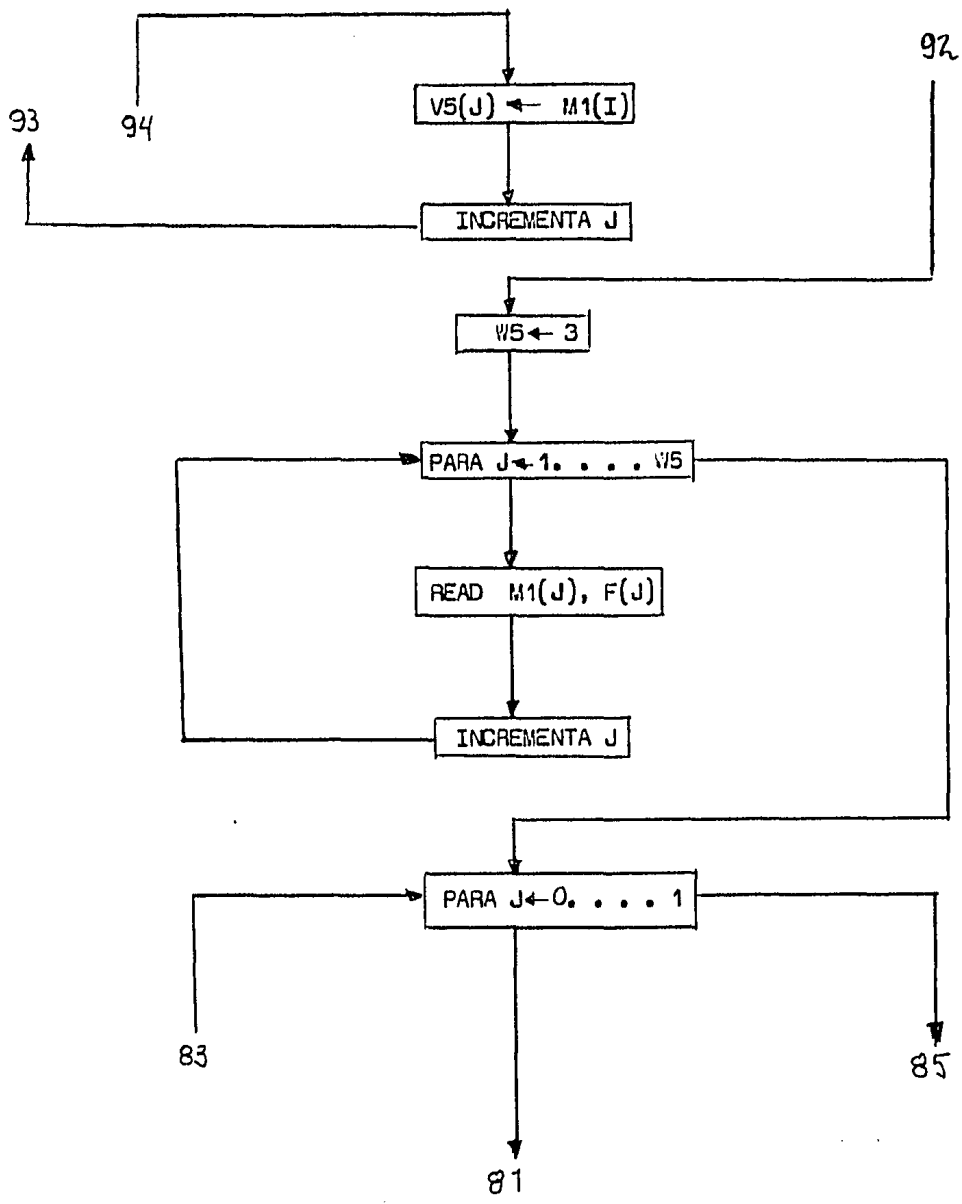 92
93
94
V5(J) ← M1(I)
INCREMENTA J
W5 ← 3
PARA J ← 1. . . . W5
READ M1(J), F(J)
INCREMENTA J
PARA J ← 0. . . . 1
83
85
81